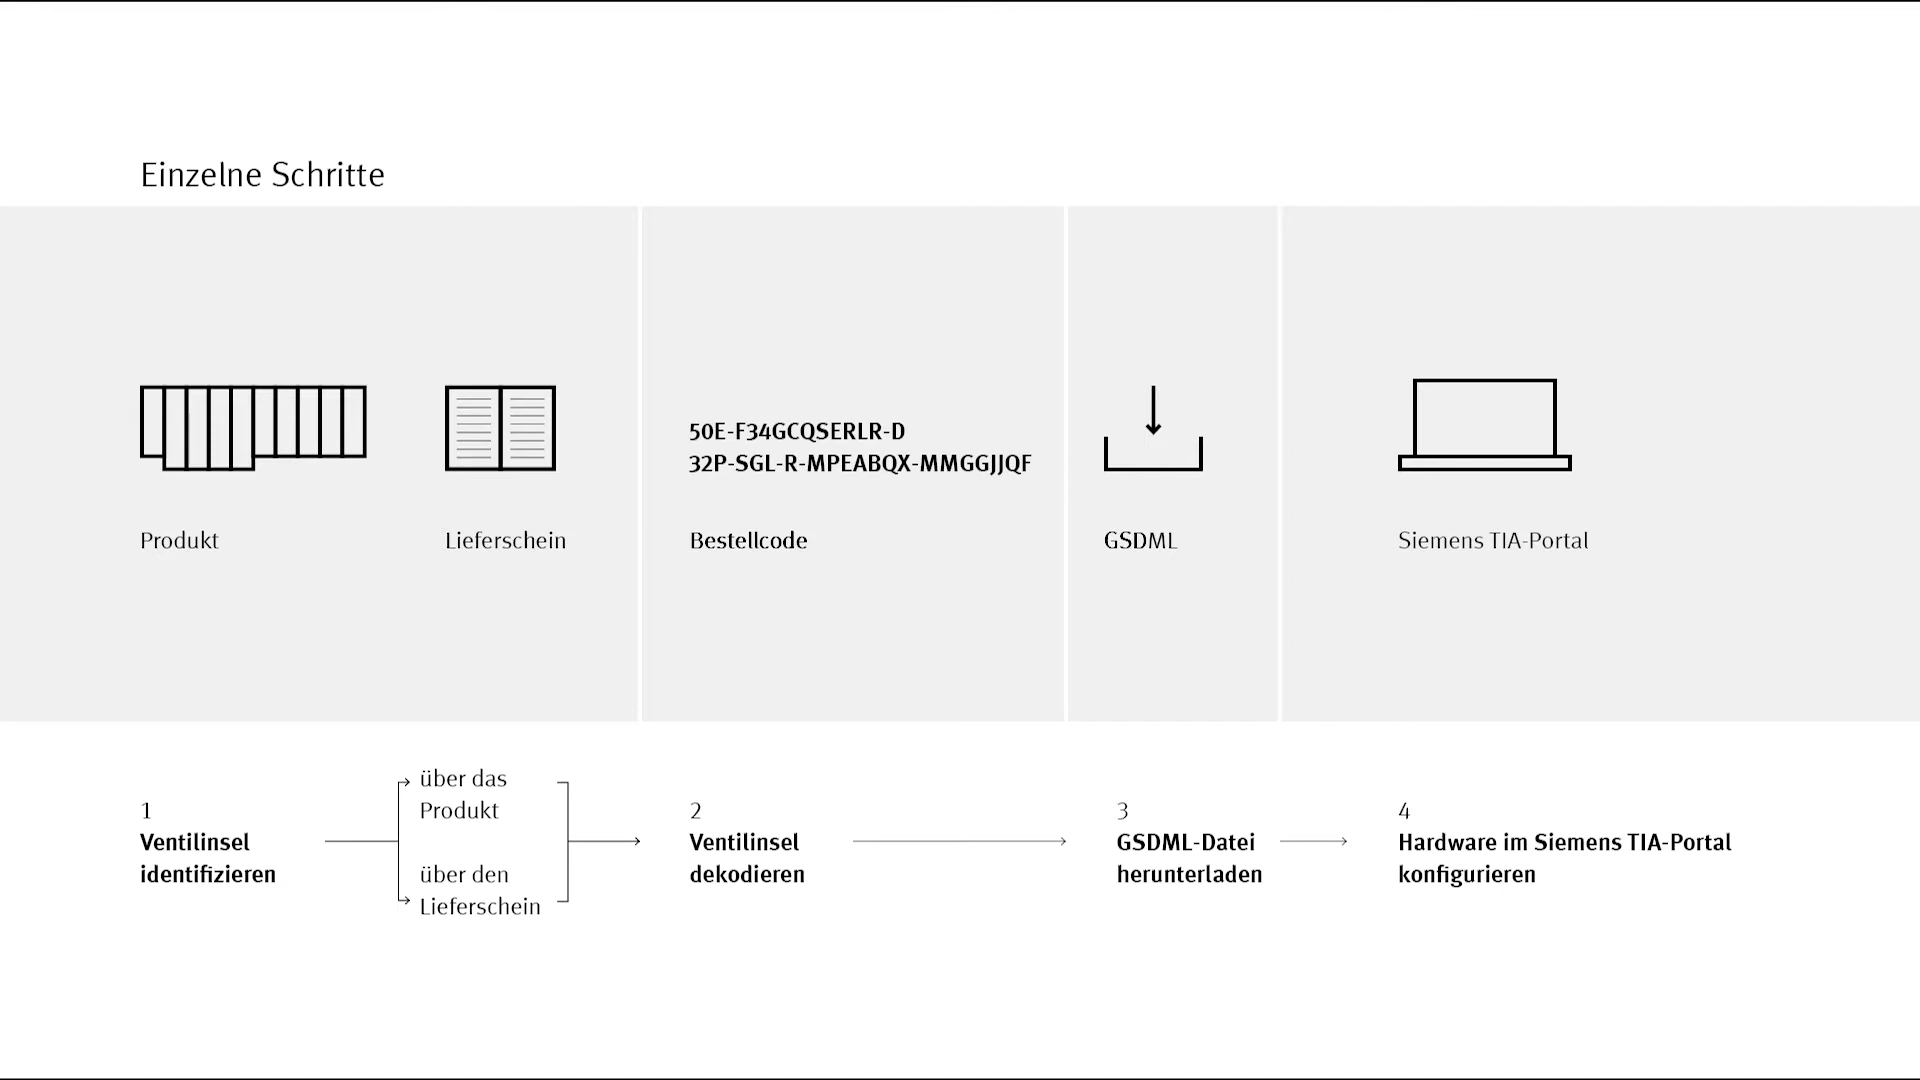 Einzelne Schritte
50E-F34GCQSERLR-D
32P-SGL-R-MPEABQX-MMGGJJQF
Produkt
Lieferschein
Bestellcode
GSDML
Siemens TIA-Portal
1
Ventilinsel
identifizieren
über das
Produkt
über den
Lieferschein
2
Ventilinsel
dekodieren
3
GSDML-Datei
herunterladen
4
Hardware im Siemens TIA-Portal
konfigurieren